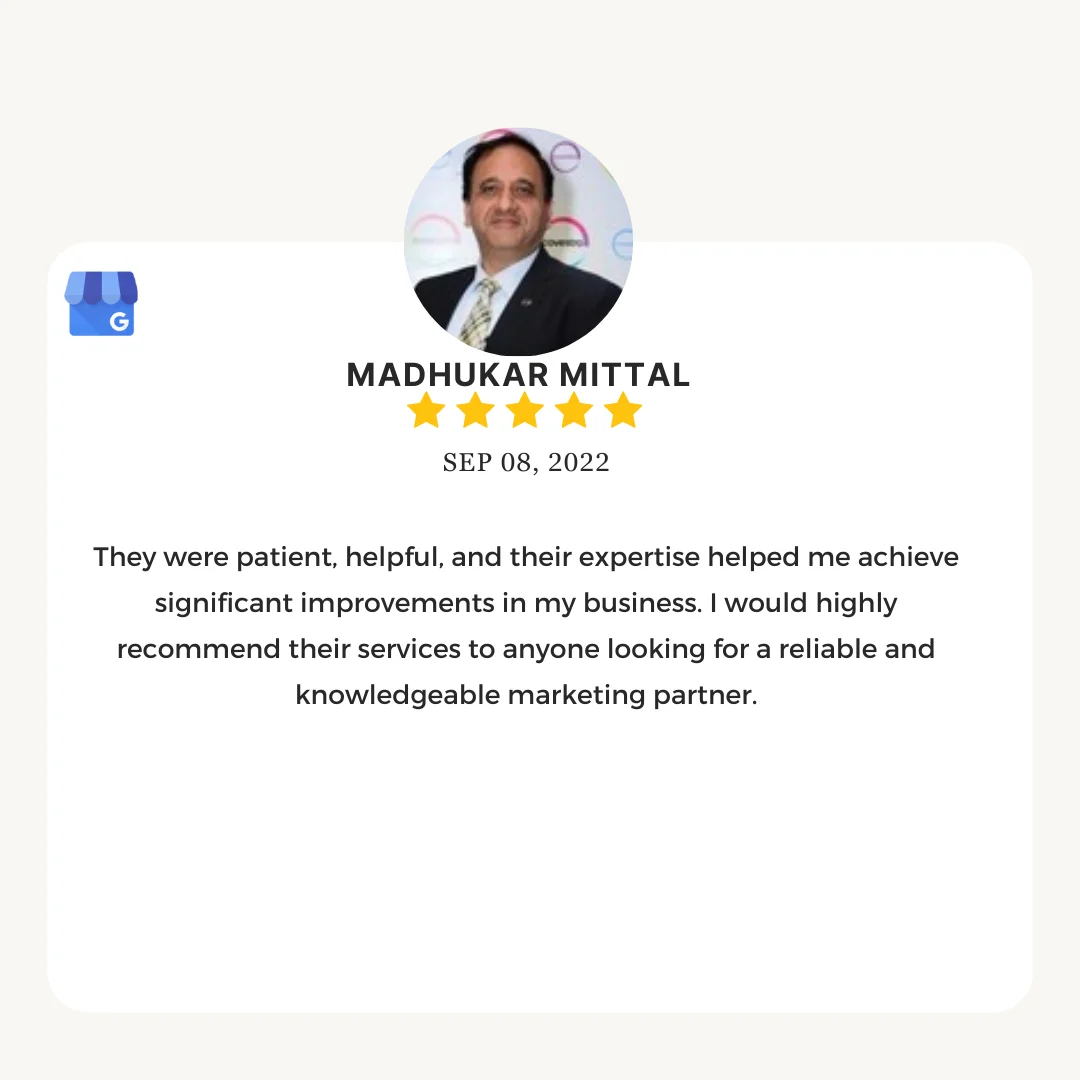 MADHUKAR MITTAL
SEP 08, 2022
G
They were patient, helpful, and their expertise helped me achieve
significant improvements in my business. I would highly
recommend their services to anyone looking for a reliable and
knowledgeable marketing partner.